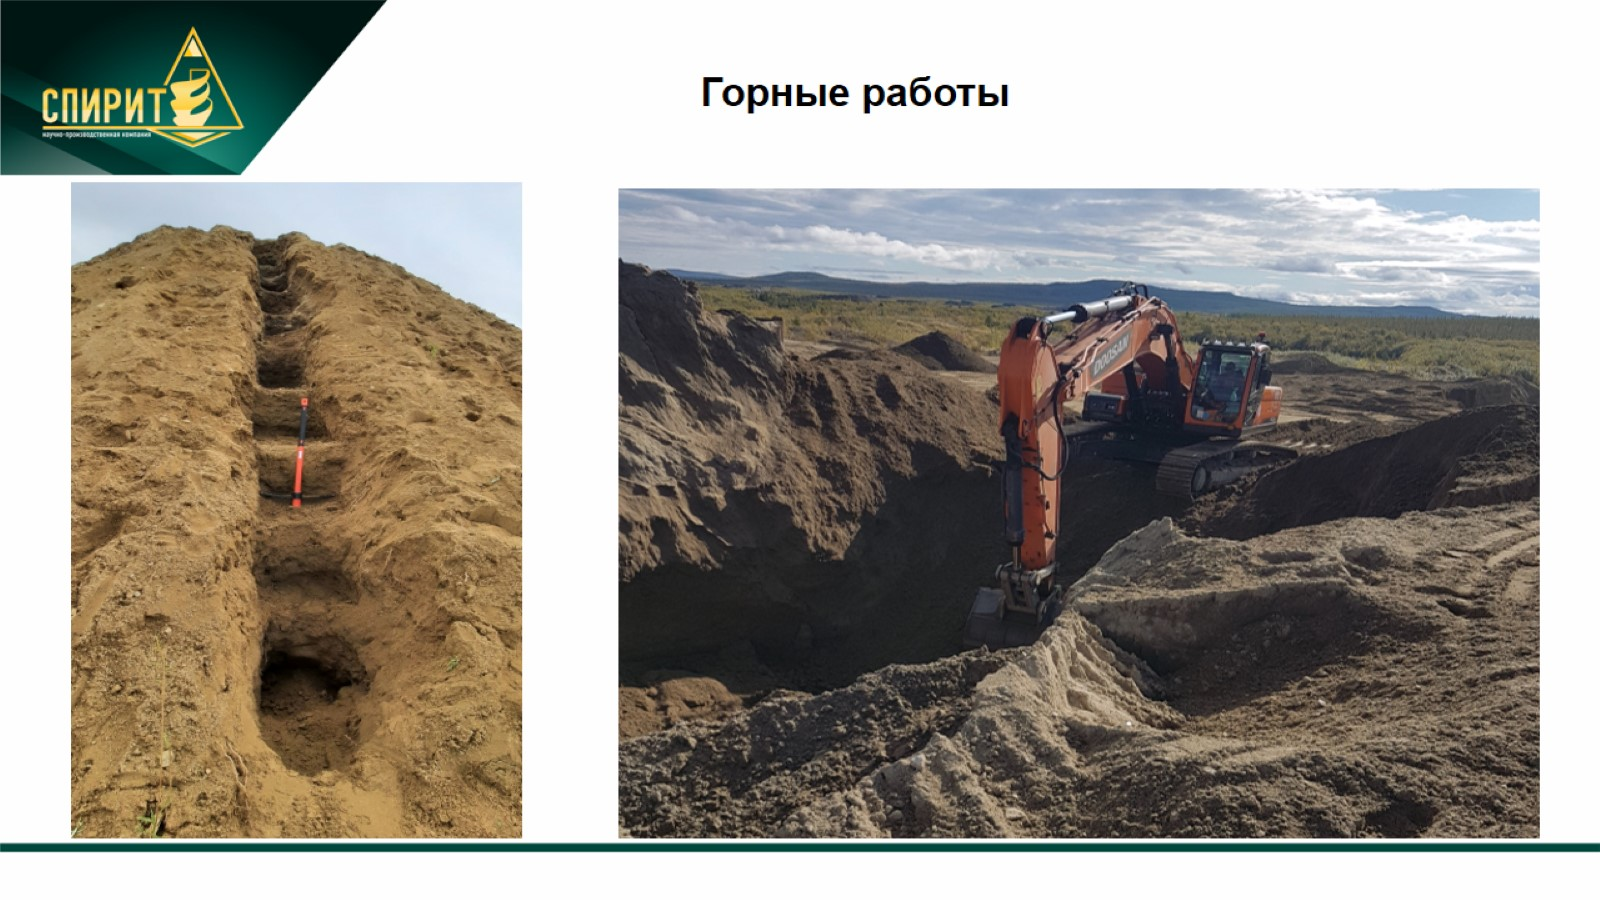 СПИРИТ
научно-производственная компания
Горные работы
DOOSAN